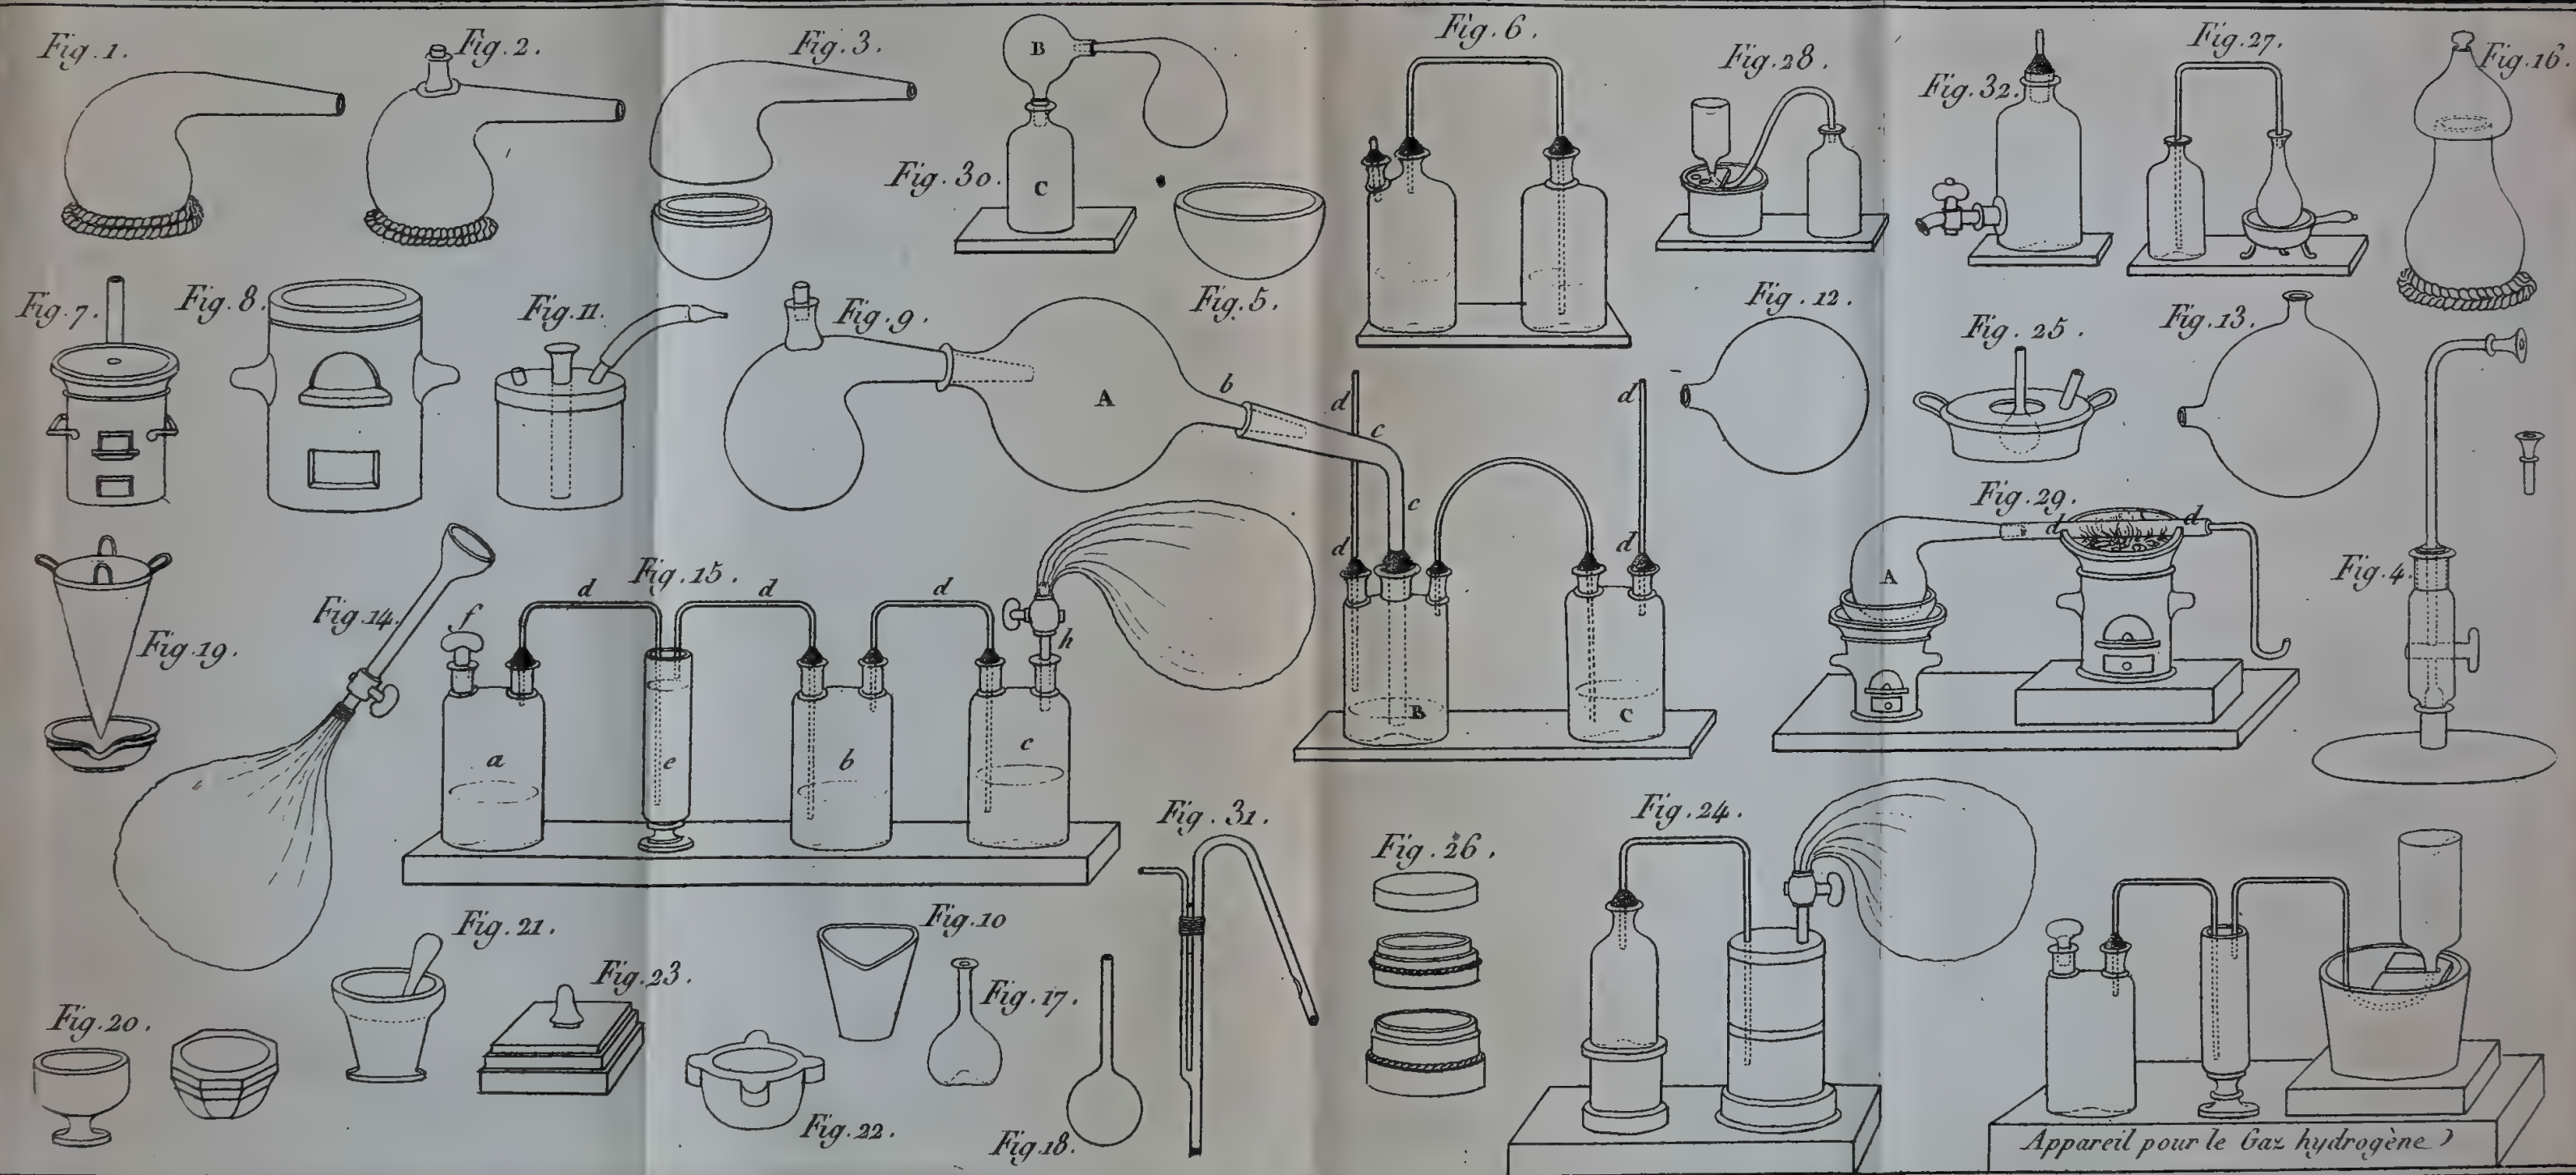 Fig. 1.
Fig. 2.
Fig. 3.
B
C
Fig. 30.
Fig. 6.
Fig. 28.
Fig. 32.
Fig. 27.
Fig. 16.
Fig. 7.
Fig. 8.
Fig. 11.
Fig. 9.
A
b
c
c
d
d
d
d
B
C
Fig. 5.
Fig. 12.
Fig. 25.
Fig. 13.
Fig. 29.
A
d
d
Fig. 4.
Fig. 19.
Fig. 14.
Fig. 15.
f
d
d
d
h
a
e
b
c
Fig. 31.
Fig. 26.
Fig. 24.
Fig. 20.
Fig. 21.
Fig. 23.
Fig. 10
Fig. 17.
Fig. 22.
Fig. 18.
Appareil pour le Gaz hydrogène